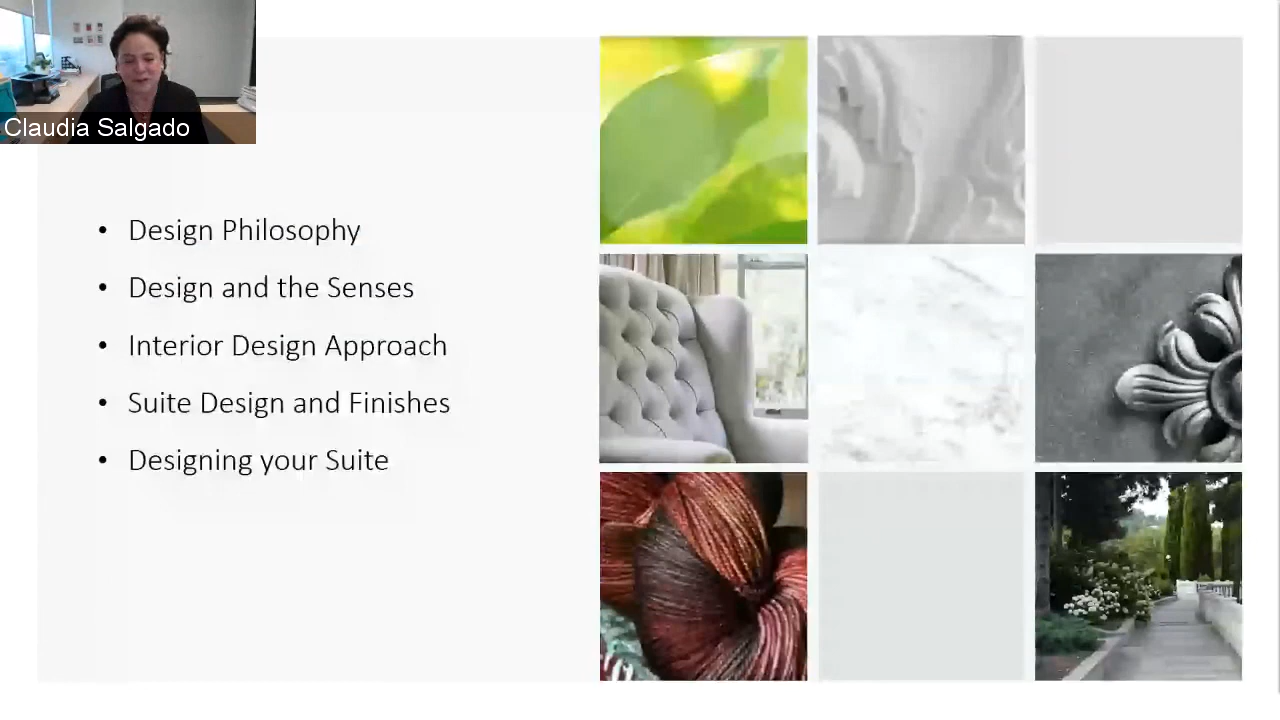 Claudia Salgado
• Design Philosophy
• Design and the Senses
• Interior Design Approach
• Suite Design and Finishes
• Designing your Suite